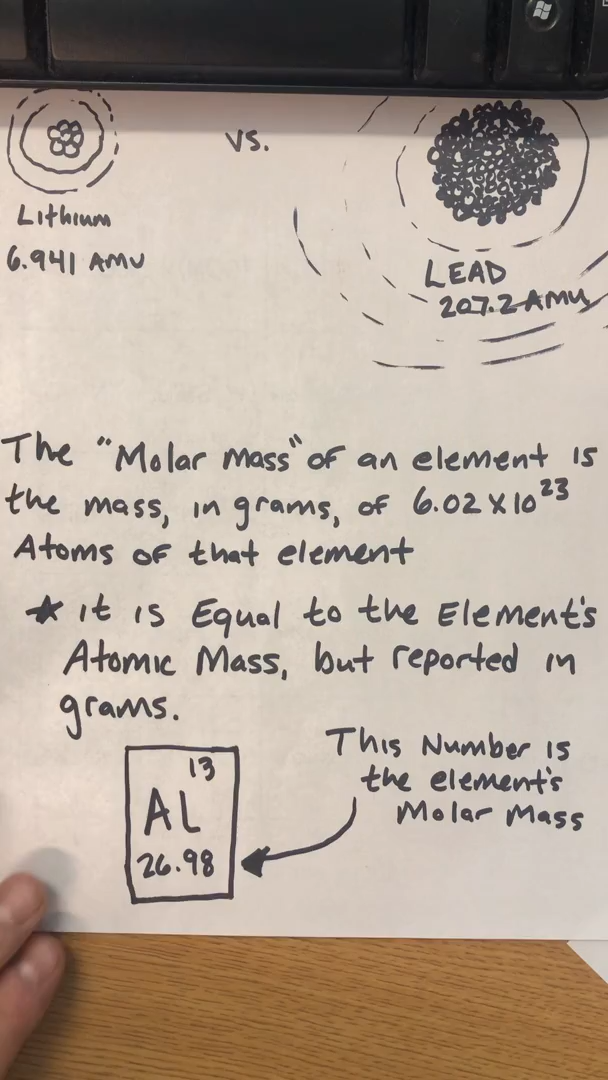 vs.
Lithium
6.941 AMU
LEAD
207.2 AMU
The "Molar mass" of an element is
the mass, in grams, of 6.02 X 10²³
Atoms of that element
★ it is Equal to the Element's
Atomic Mass, but reported in
grams.
13
AL
26.98
This Number is
the element's
Molar Mass